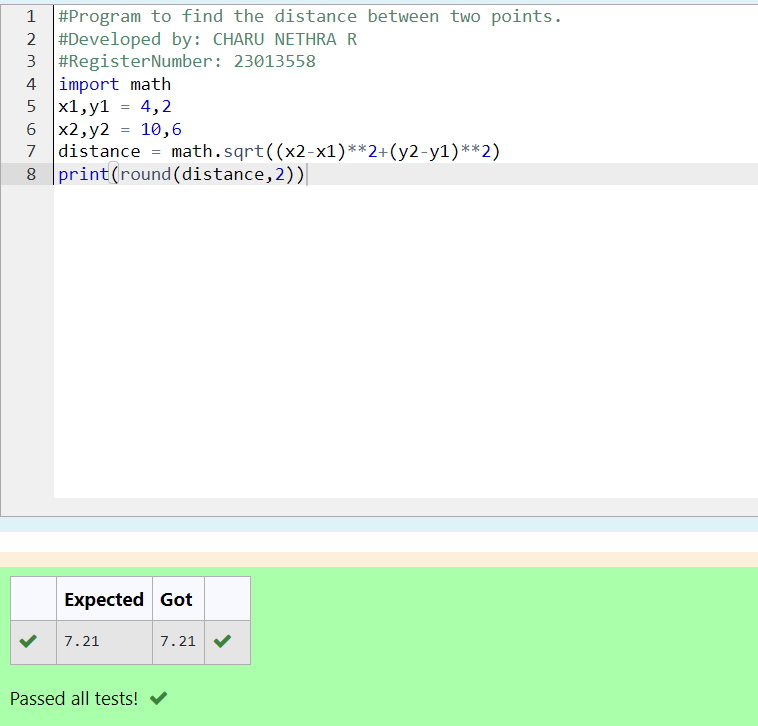 1 #Program to find the distance between two points.
2 #Developed by: CHARU NETHRA R
3 #RegisterNumber: 23013558
4 import math
5 x1,y1 = 4,2
6 x2,y2 = 10,6
7 distance = math.sqrt((x2-x1)**2+(y2-y1)**2)
8 print(round(distance,2))
Expected Got
7.21 7.21
Passed all tests!